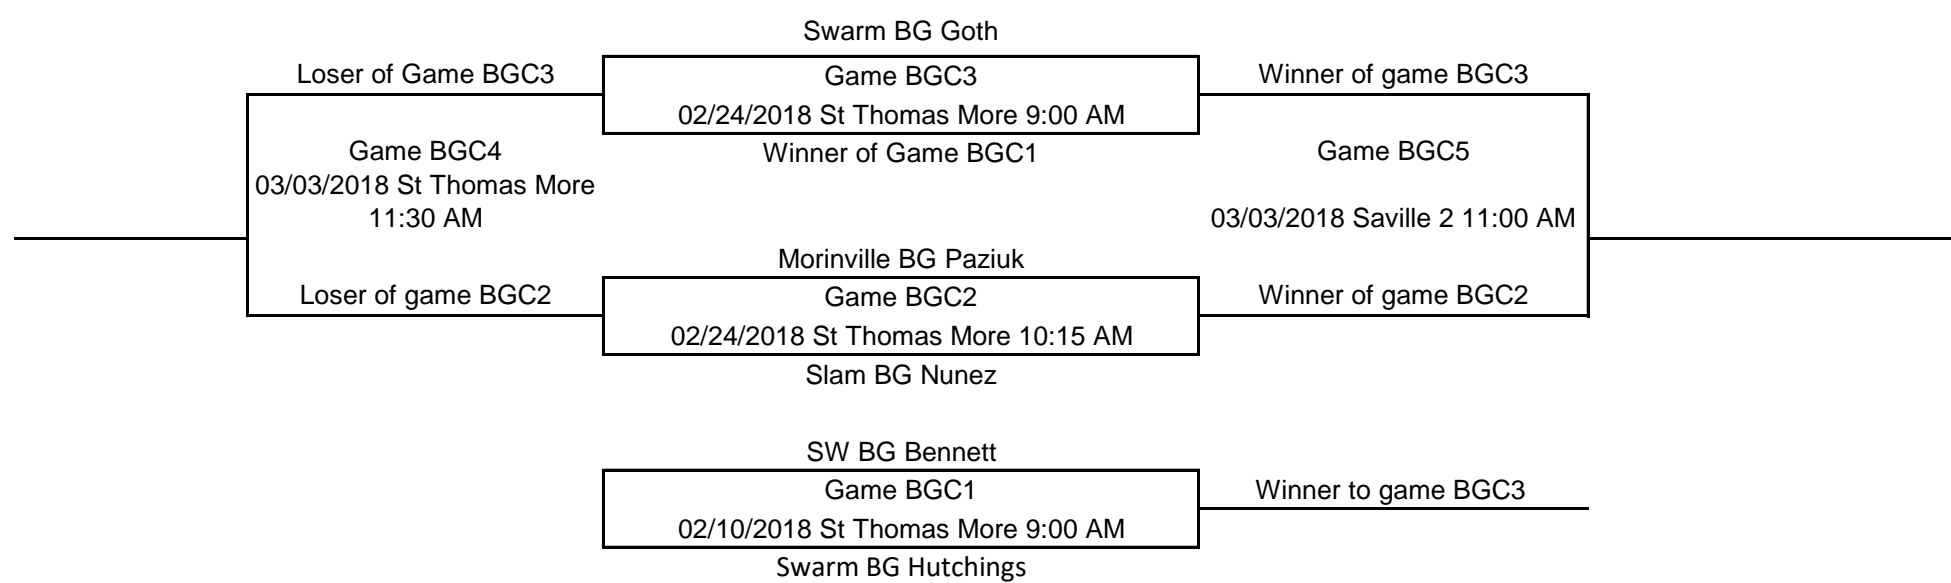 Swarm BG Goth
Loser of Game BGC3
Game BGC3
Winner of game BGC3
02/24/2018 St Thomas More 9:00 AM
Game BGC4
Winner of Game BGC1
Game BGC5
03/03/2018 St Thomas More
11:30 AM
03/03/2018 Saville 2 11:00 AM
Morinville BG Paziuk
Loser of game BGC2
Game BGC2
Winner of game BGC2
02/24/2018 St Thomas More 10:15 AM
Slam BG Nunez
SW BG Bennett
Game BGC1
Winner to game BGC3
02/10/2018 St Thomas More 9:00 AM
Swarm BG Hutchings